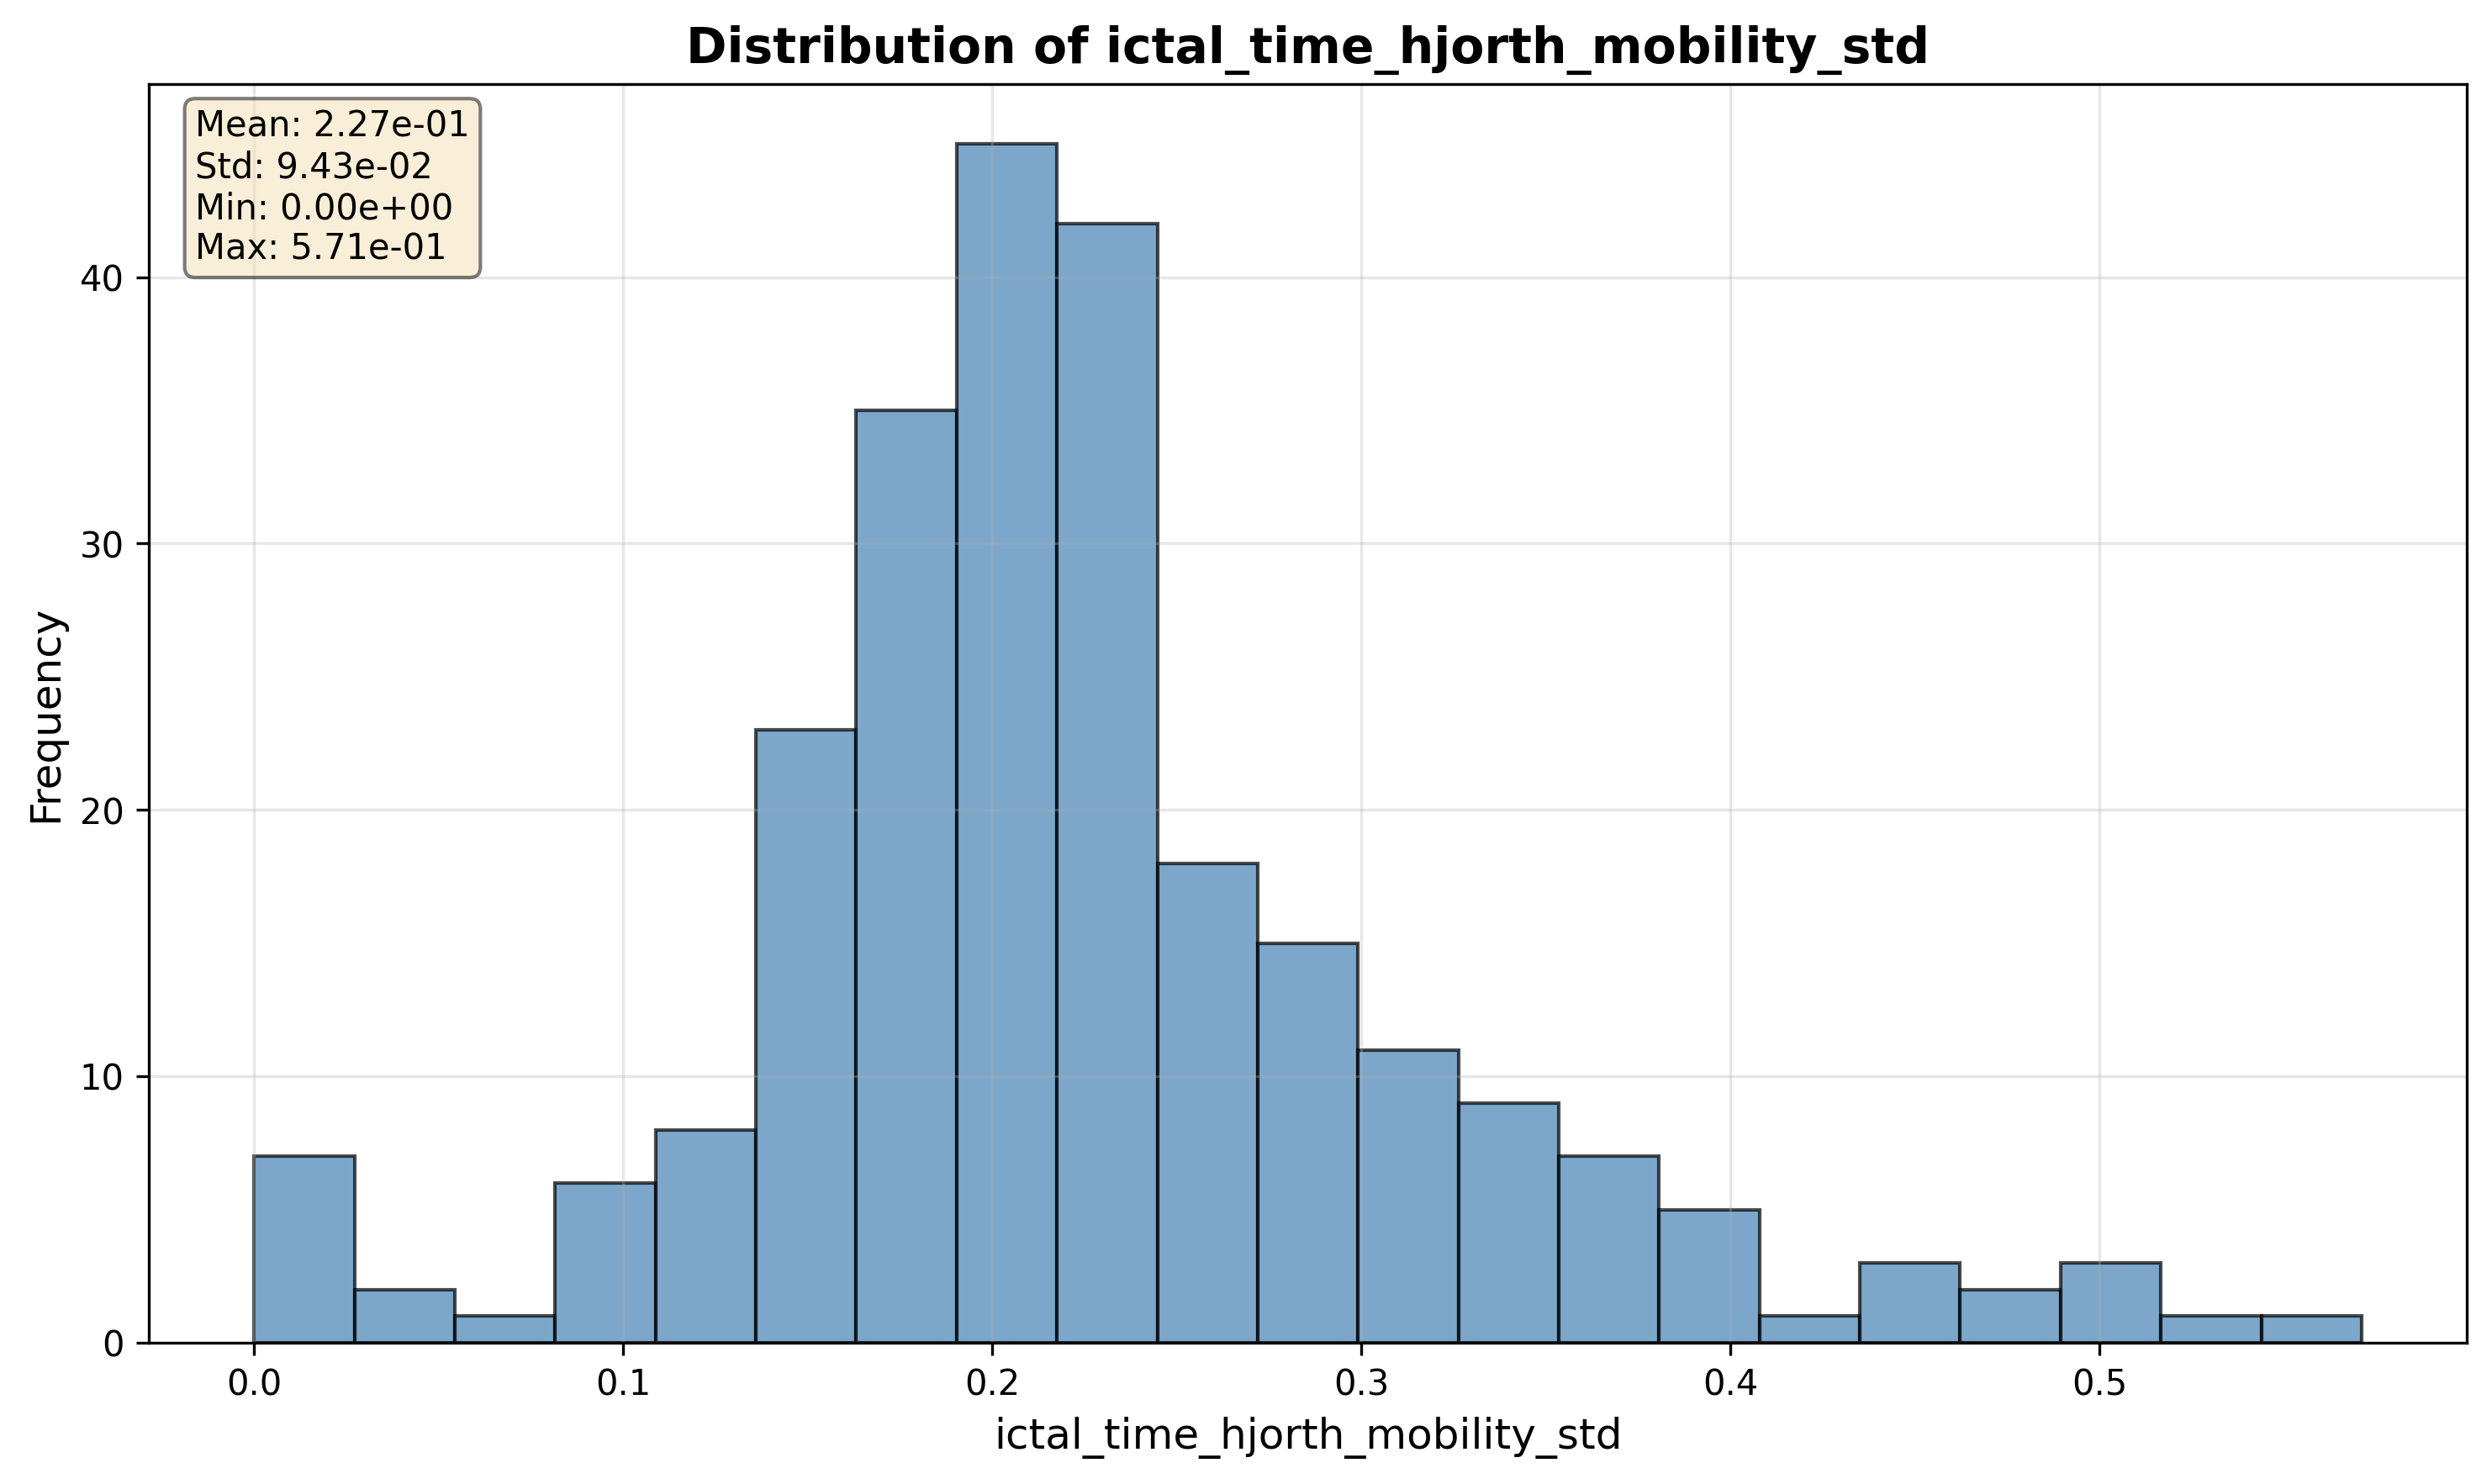 Distribution of ictal_time_hjorth_mobility_std
Mean: 2.27e-01
Std: 9.43e-02
Min: 0.00e+00
Max: 5.71e-01
Frequency
40
30
20
10
0
0.0 0.1 0.2 0.3 0.4 0.5
ictal_time_hjorth_mobility_std